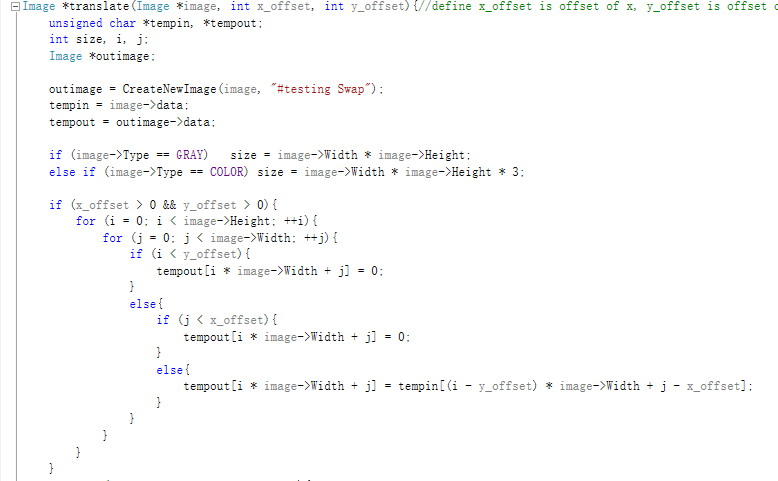 Image *translate(Image *image, int x_offset, int y_offset){//define x_offset is offset of x, y_offset is offset
unsigned char *tempin, *tempout;
int size, i, j;
Image *outimage;
outimage = CreateNewImage(image, "#testing Swap");
tempin = image->data;
tempout = outimage->data;
if (image->Type == GRAY)   size = image->Width * image->Height;
else if (image->Type == COLOR) size = image->Width * image->Height * 3;
if (x_offset > 0 && y_offset > 0){
for (i = 0; i < image->Height; ++i){
for (j = 0; j < image->Width; ++j){
if (i < y_offset){
tempout[i * image->Width + j] = 0;
}
else{
if (j < x_offset){
tempout[i * image->Width + j] = 0;
}
else{
tempout[i * image->Width + j] = tempin[(i - y_offset) * image->Width + j - x_offset];
}
}
}
}
}